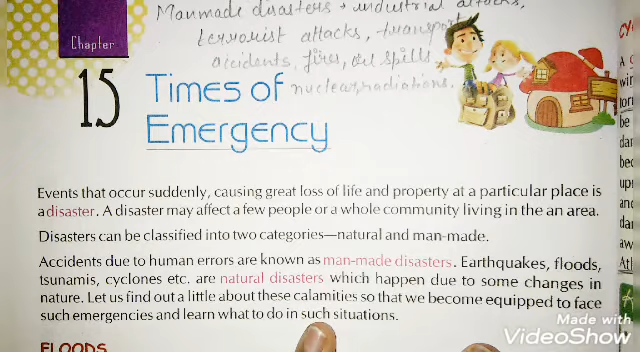 Manmade disasters → industrial attacks,
terrorist attacks, transport
accidents, fires, oil spills
nuclear, radiations.
Chapter
15
Times of
Emergency
Events that occur suddenly, causing great loss of life and property at a particular place is
a disaster. A disaster may affect a few people or a whole community living in the an area.
Disasters can be classified into two categories—natural and man-made.
Accidents due to human errors are known as man-made disasters. Earthquakes, floods,
tsunamis, cyclones etc. are natural disasters which happen due to some changes in
nature. Let us find out a little about these calamities so that we become equipped to face
such emergencies and learn what to do in such situations.
FLOODS
Made with
VideoShow